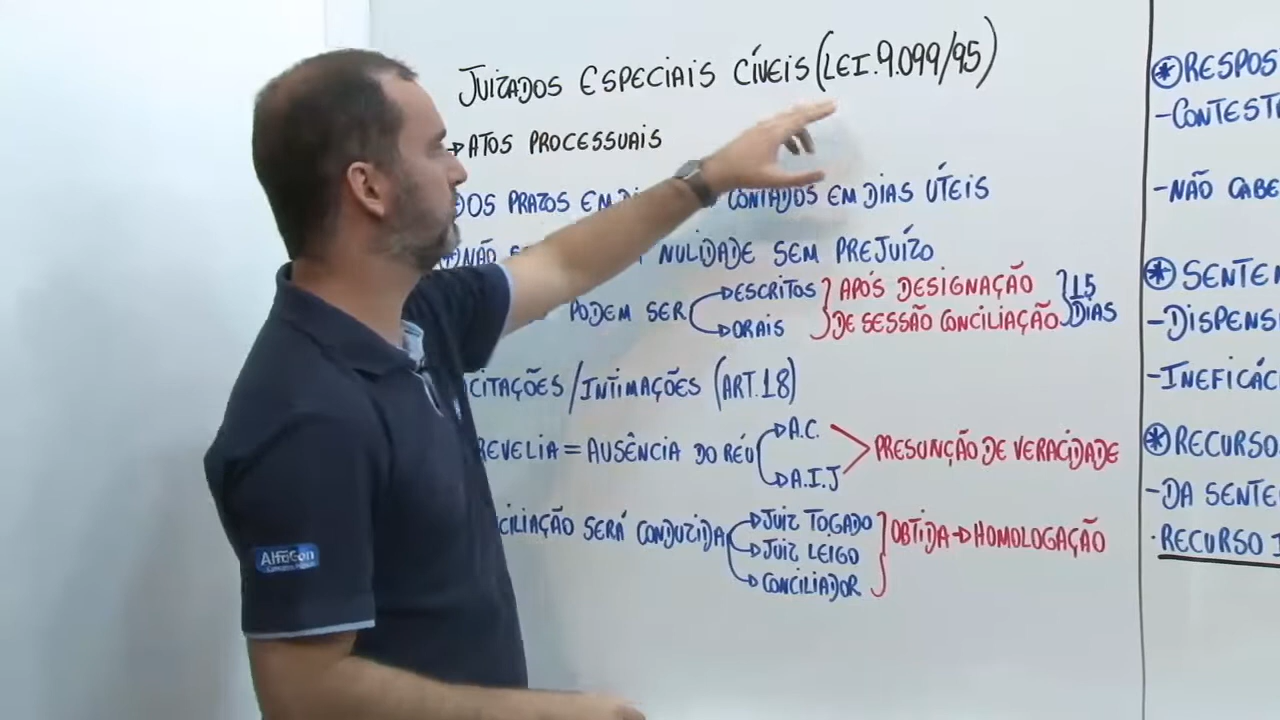 JUIZADOS ESPECIAIS CÍVEIS (LEI.9.099/95)
ATOS PROCESSUAIS
DOS PRAZOS EM CONTADOS EM DIAS ÚTEIS
NÃO NULIDADE SEM PREJUÍZO
PODEM SER
ESCRITOS
ORAIS
APÓS DESIGNAÇÃO
DE SESSÃO CONCILIAÇÃO
15
DIAS
CITAÇÕES/INTIMAÇÕES (ART.18)
REVELIA = AUSÊNCIA DO RÉU
A.C.
A.I.J
PRESUNÇÃO DE VERACIDADE
CILIAÇÃO SERÁ CONDUZIDA
JUIZ TOGADO
JUIZ LEIGO
CONCILIADOR
OBTIDA HOMOLOGAÇÃO
* RESPOS
-CONTEST
-NÃO CABE
* SENTEN
-DISPENS
-INEFICÁC
* RECURSO
-DA SENTE
·RECURSO I
AlfaCon